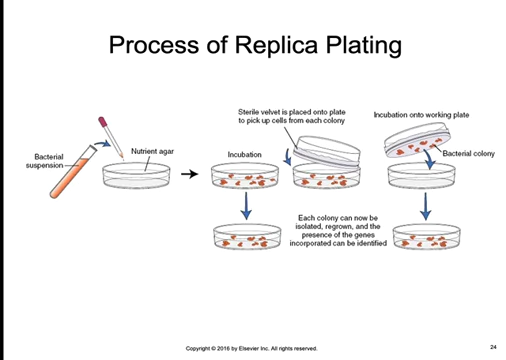 Process of Replica Plating
Sterile velvet is placed onto plate
to pick up cells from each colony
Incubation onto working plate
Bacterial
suspension
Nutrient agar
Incubation
Bacterial colony
Each colony can now be
isolated, regrown, and the
presence of the genes
incorporated can be identified
Copyright © 2016 by Elsevier Inc. All rights reserved.
24